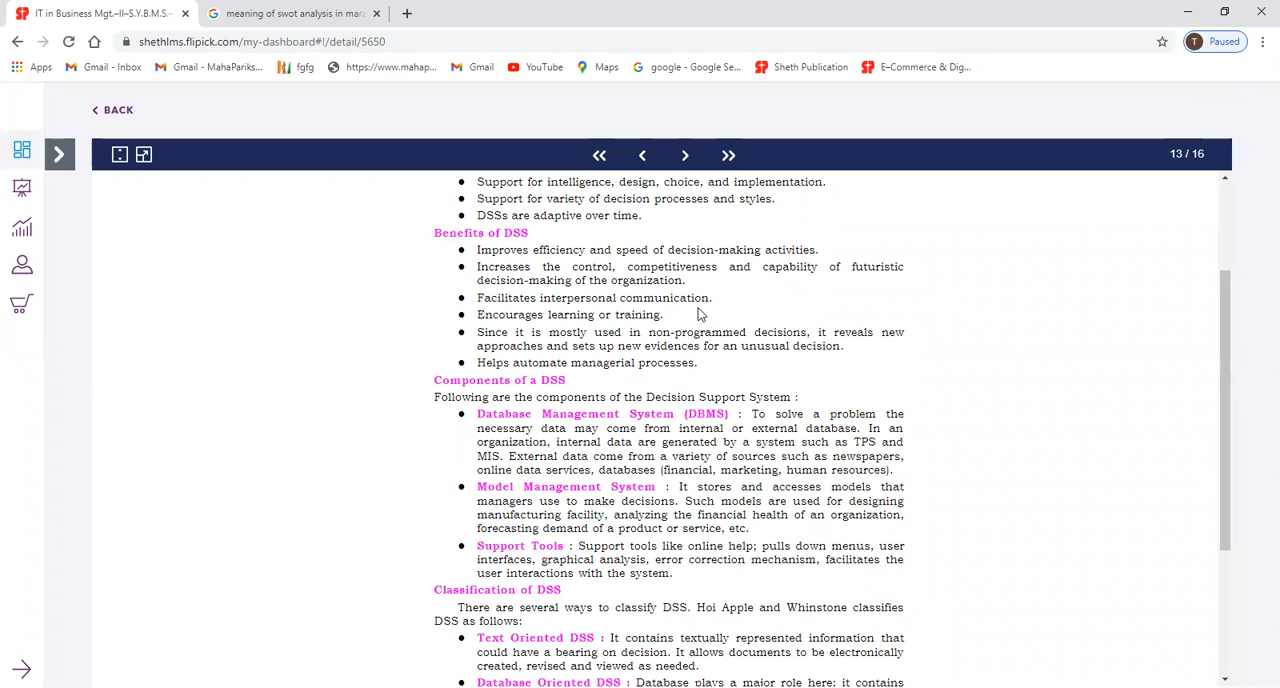 IT in Business Mgt.–II–S.Y.B.M.S.–
meaning of swot analysis in mar
shethlms.flipick.com/my-dashboard#!/detail/5650
T Paused
Apps
Gmail - Inbox
Gmail - MahaPariks...
fgfg
https://www.mahap...
Gmail
YouTube
Maps
google - Google Se...
Sheth Publication
E–Commerce & Dig...
BACK
13 / 16
● Support for intelligence, design, choice, and implementation.
● Support for variety of decision processes and styles.
● DSSs are adaptive over time.
Benefits of DSS
● Improves efficiency and speed of decision-making activities.
● Increases the control, competitiveness and capability of futuristic
decision-making of the organization.
● Facilitates interpersonal communication.
● Encourages learning or training.
● Since it is mostly used in non-programmed decisions, it reveals new
approaches and sets up new evidences for an unusual decision.
● Helps automate managerial processes.
Components of a DSS
Following are the components of the Decision Support System :
● Database Management System (DBMS) : To solve a problem the
necessary data may come from internal or external database. In an
organization, internal data are generated by a system such as TPS and
MIS. External data come from a variety of sources such as newspapers,
online data services, databases (financial, marketing, human resources).
● Model Management System : It stores and accesses models that
managers use to make decisions. Such models are used for designing
manufacturing facility, analyzing the financial health of an organization,
forecasting demand of a product or service, etc.
● Support Tools : Support tools like online help; pulls down menus, user
interfaces, graphical analysis, error correction mechanism, facilitates the
user interactions with the system.
Classification of DSS
There are several ways to classify DSS. Hoi Apple and Whinstone classifies
DSS as follows:
● Text Oriented DSS : It contains textually represented information that
could have a bearing on decision. It allows documents to be electronically
created, revised and viewed as needed.
● Database Oriented DSS : Database plays a major role here; it contains